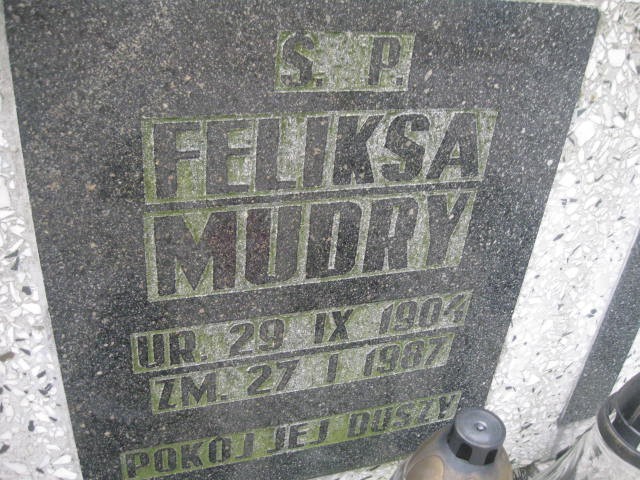 S. P.
FELIKSA
MUDRY
UR. 29 IX 1904
ZM. 27 I 1987
POKÓJ JEJ DUSZY